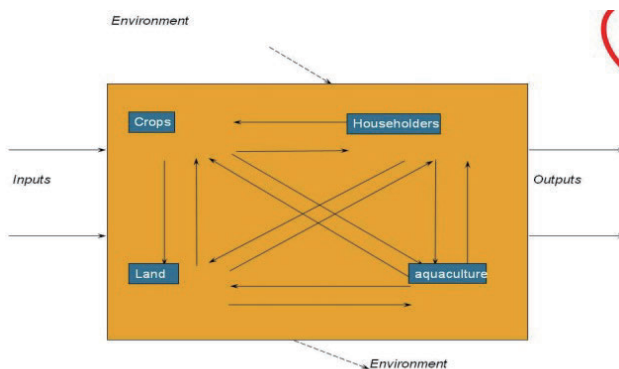 Environment
Crops
Householders
Inputs
Outputs
Land
aquaculture
Environment